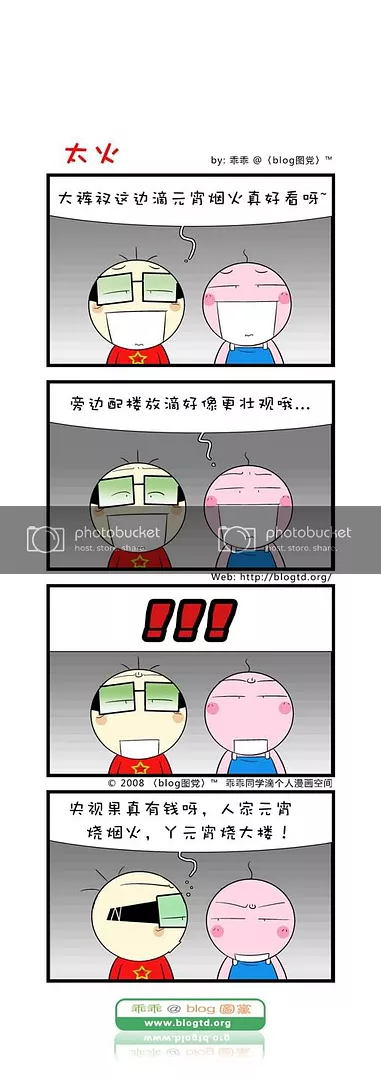 太火
by: 乖乖 @〈blog图党〉™
大裤衩这边滴元宵烟火真好看呀~
旁边配楼放滴好像更壮观哦...
photobucket
host. store. share.
photobucket
host. store. share.
Web: http://blogtd.org/
!!!
© 2008〈blog图党〉™ 乖乖同学滴个人漫画空间
央视果真有钱呀，人家元宵
烧烟火，丫元宵烧大楼！
乖乖 @ blog 圖黨
www.blogtd.org